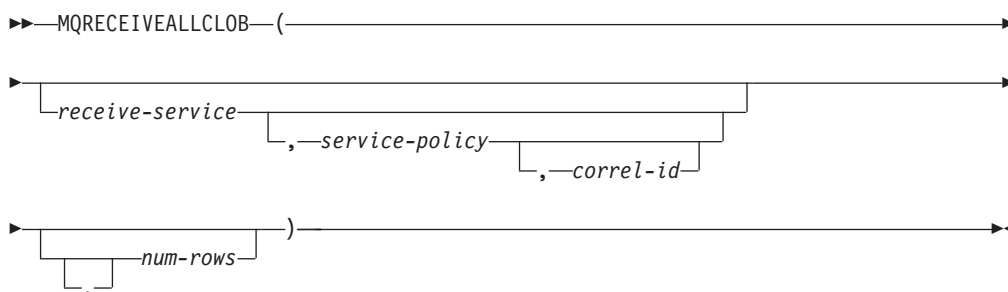 MQRECEIVEALLCLOB (
receive-service
, service-policy
, correl-id
num-rows )
,